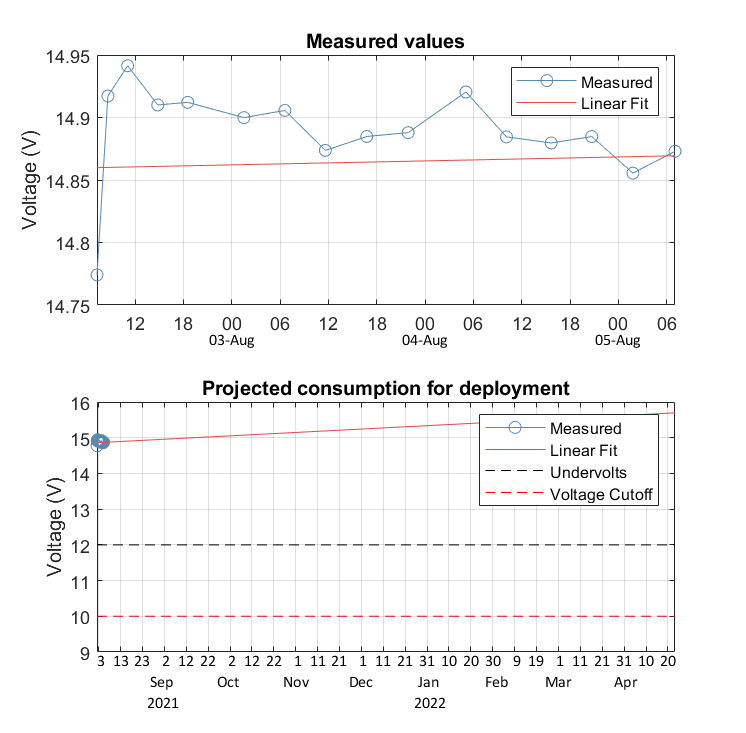 Measured values
14.95
14.9
14.85
14.8
14.75
Voltage (V)
Measured
Linear Fit
12 18 00 06 12 18 00 06 12 18 00 06
03-Aug 04-Aug 05-Aug
Projected consumption for deployment
16
15
14
13
12
11
10
9
Voltage (V)
Measured
Linear Fit
Undervolts
Voltage Cutoff
3 13 23 2 12 22 2 12 22 1 11 21 1 11 21 31 10 20 30 9 19 1 11 21 31 10 20
Sep Oct Nov Dec Jan Feb Mar Apr
2021 2022